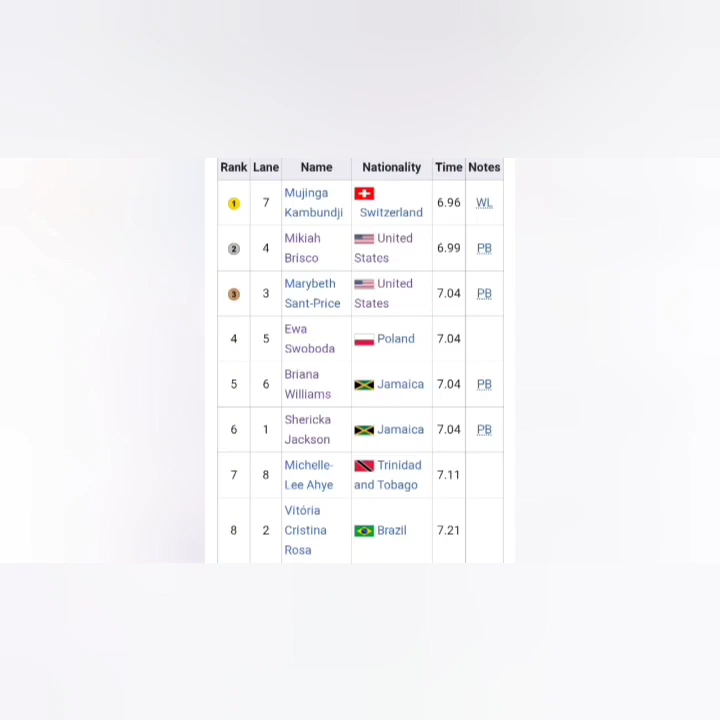 Rank Lane Name Nationality Time Notes
1 7 Mujinga Kambundji Switzerland 6.96 WL
2 4 Mikiah Brisco United States 6.99 PB
3 3 Marybeth Sant-Price United States 7.04 PB
4 5 Ewa Swoboda Poland 7.04
5 6 Briana Williams Jamaica 7.04 PB
6 1 Shericka Jackson Jamaica 7.04 PB
7 8 Michelle-Lee Ahye Trinidad and Tobago 7.11
8 2 Vitória Cristina Rosa Brazil 7.21